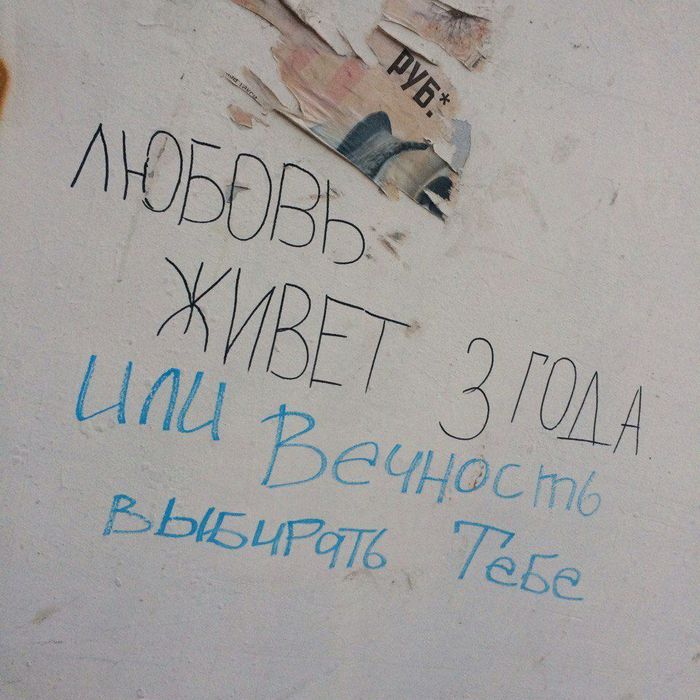 РУБ.*
ЛЮБОВЬ
ЖИВЕТ 3 ГОДА
или Вечность
выбирать Тебе